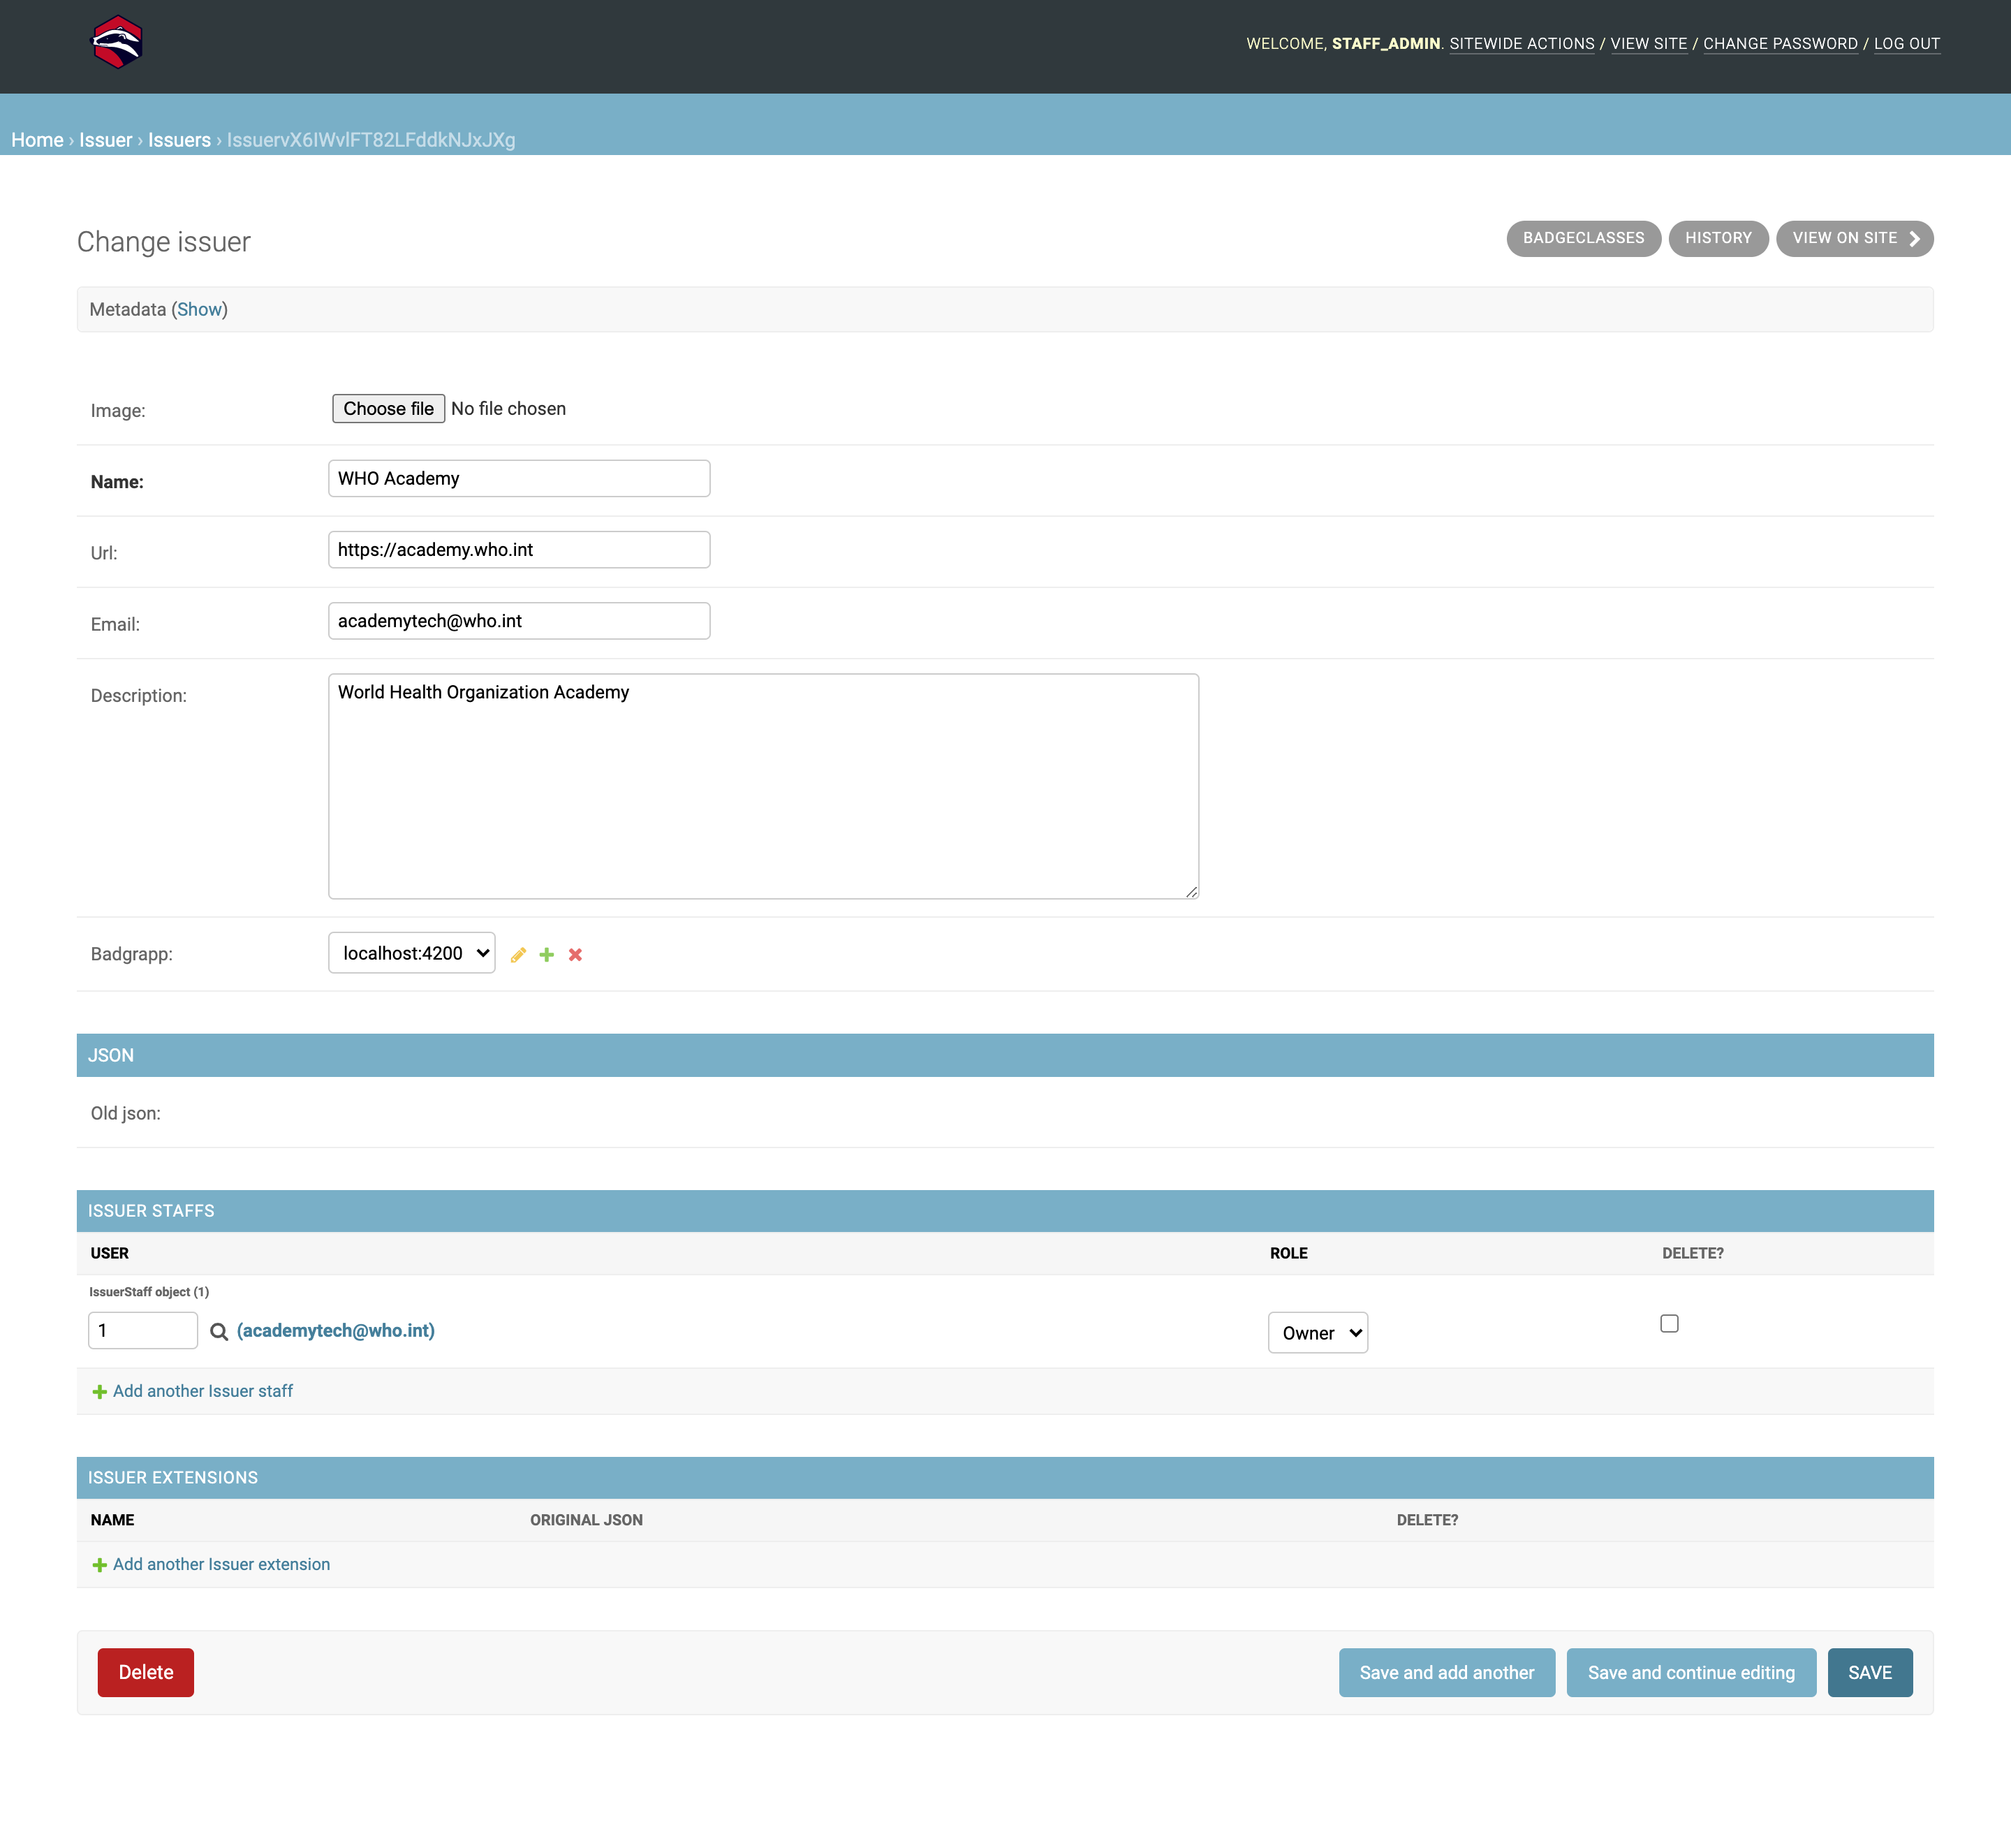 WELCOME, STAFF_ADMIN. SITEWIDE ACTIONS / VIEW SITE / CHANGE PASSWORD / LOG OUT
Home › Issuer › Issuers › IssuervX6IWvlFT82LFddkNJxJXg
Change issuer
BADGECLASSES
HISTORY
VIEW ON SITE
Metadata (Show)
Image: Choose file No file chosen
Name: WHO Academy
Url: https://academy.who.int
Email: academytech@who.int
Description: World Health Organization Academy
Badgrapp: localhost:4200
JSON
Old json:
ISSUER STAFFS
USER ROLE DELETE?
IssuerStaff object (1)
1 (academytech@who.int) Owner
Add another Issuer staff
ISSUER EXTENSIONS
NAME ORIGINAL JSON DELETE?
Add another Issuer extension
Delete Save and add another Save and continue editing SAVE